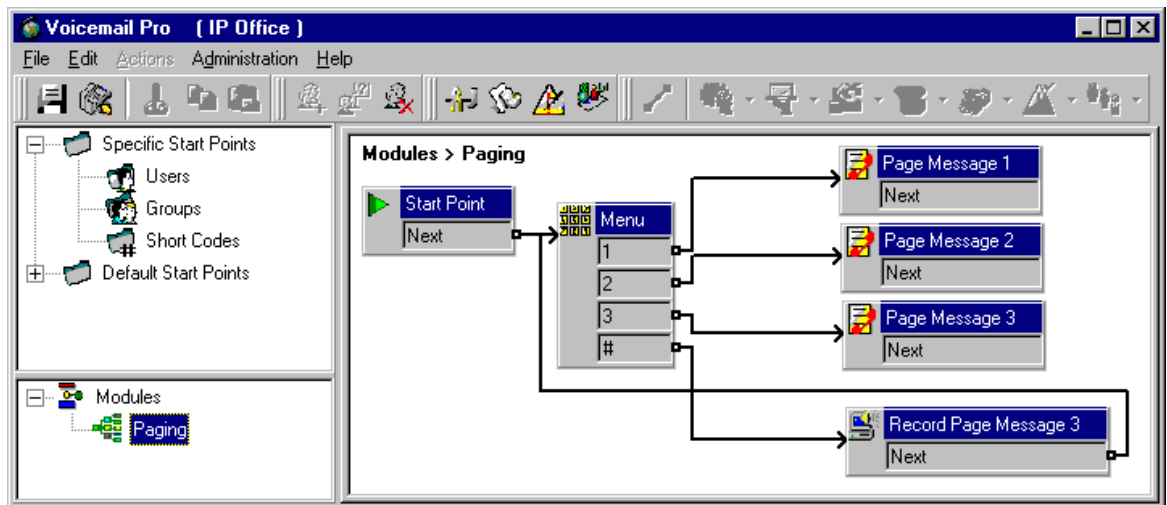 Voicemail Pro ( IP Office )
File Edit Actions Administration Help
Specific Start Points
Users
Groups
Short Codes
Default Start Points
Modules
Paging
Modules > Paging
Start Point
Next
Menu
1
2
3
#
Page Message 1
Next
Page Message 2
Next
Page Message 3
Next
Record Page Message 3
Next